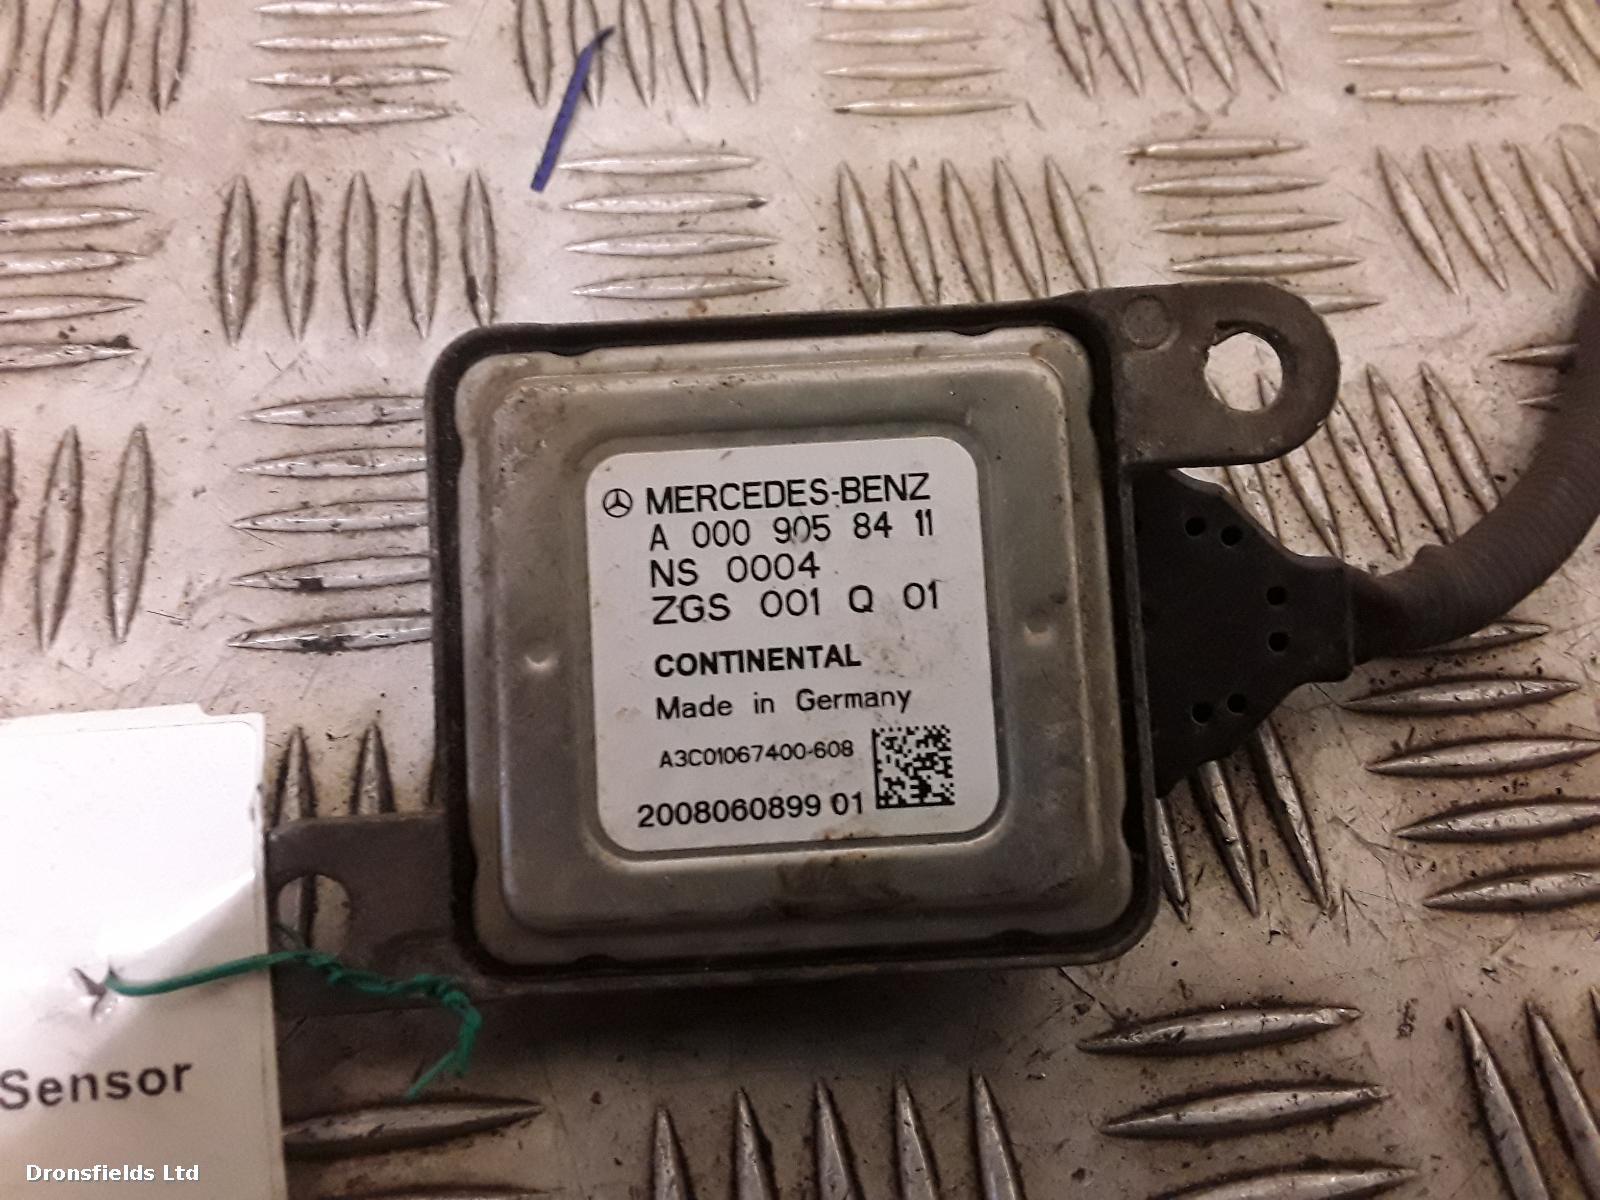 MERCEDES-BENZ
A 000 905 84 11
NS 0004
ZGS 001 Q 01
CONTINENTAL
Made in Germany
A3C01067400-608
2008060899 01
Sensor
Dronsfields Ltd